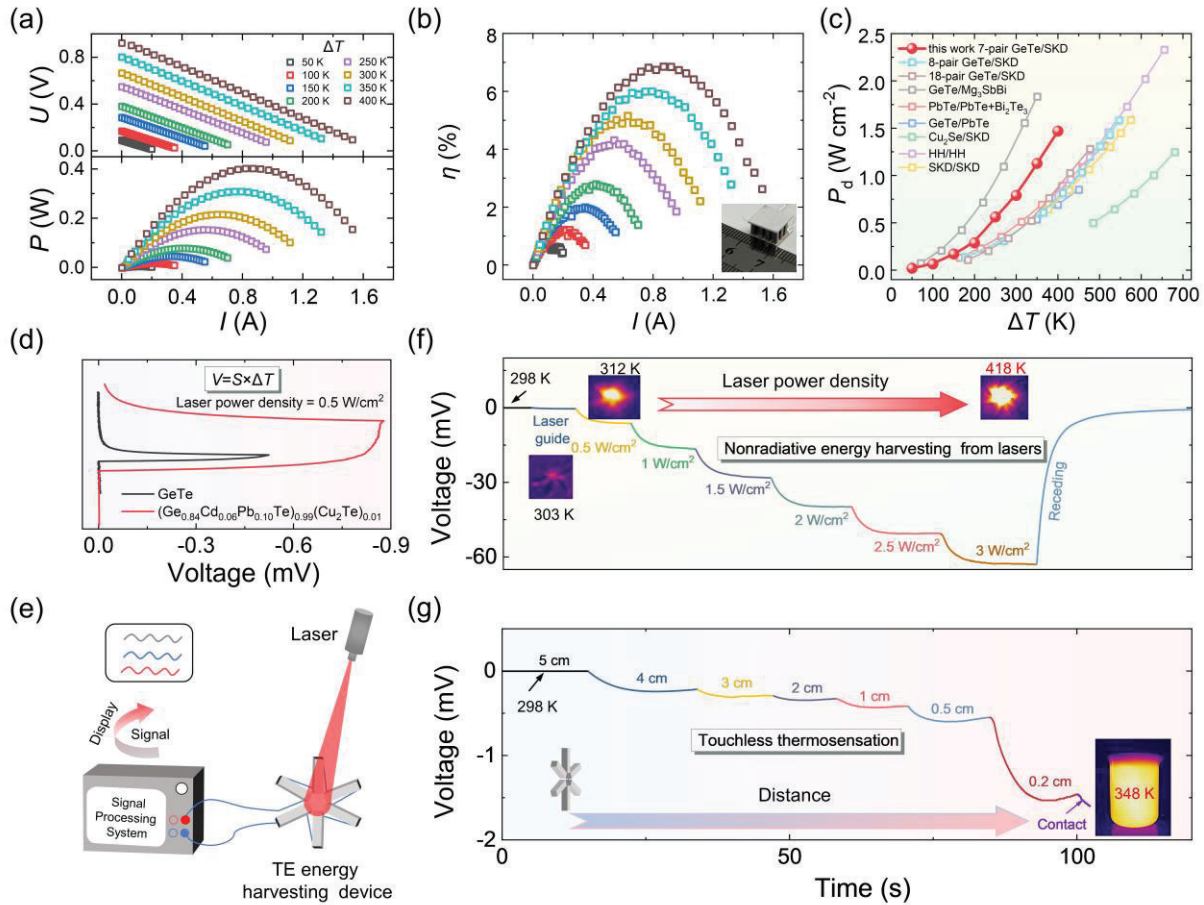 (a)
U (V)
0.8
0.4
0.0
ΔT
50 K
100 K
150 K
200 K
250 K
300 K
350 K
400 K
P (W)
0.4
0.2
0.0
0.0 0.4 0.8 1.2 1.6
I (A)
(b)
η (%)
8
6
4
2
0
0.0 0.4 0.8 1.2 1.6
I (A)
6 7
(c)
P_d (W cm⁻²)
2.5
2.0
1.5
1.0
0.5
0.0
this work 7-pair GeTe/SKD
8-pair GeTe/SKD
18-pair GeTe/SKD
GeTe/Mg₃SbBi
PbTe/PbTe+Bi₂Te₃
GeTe/PbTe
Cu₂Se/SKD
HH/HH
SKD/SKD
0 100 200 300 400 500 600 700
ΔT (K)
(d)
V=S×ΔT
Laser power density = 0.5 W/cm²
GeTe
(Ge₀.₈₄Cd₀.₀₆Pb₀.₁₀Te)₀.₉₉(Cu₂Te)₀.₀₁
0.0 -0.3 -0.6 -0.9
Voltage (mV)
(e)
Laser
Display
Signal
Signal
Processing
System
TE energy
harvesting device
(f)
Voltage (mV)
0
-30
-60
298 K
Laser
guide
303 K
312 K
Laser power density
418 K
Nonradiative energy harvesting from lasers
0.5 W/cm²
1 W/cm²
1.5 W/cm²
2 W/cm²
2.5 W/cm²
3 W/cm²
Receding
(g)
Voltage (mV)
0
-1
-2
5 cm
298 K
4 cm
3 cm
2 cm
1 cm
0.5 cm
0.2 cm
Touchless thermosensation
Distance
Contact
348 K
0 50 100
Time (s)